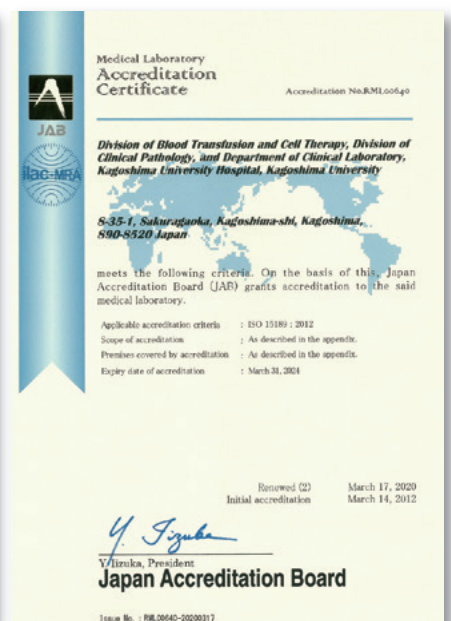 Medical Laboratory
Accreditation
Certificate
Accreditation No.RML00640
JAB
ilac-MRA
Division of Blood Transfusion and Cell Therapy, Division of
Clinical Pathology, and Department of Clinical Laboratory,
Kagoshima University Hospital, Kagoshima University
8-35-1, Sakuragaoka, Kagoshima-shi, Kagoshima,
890-8520 Japan
meets the following criteria. On the basis of this, Japan
Accreditation Board (JAB) grants accreditation to the said
medical laboratory.
Applicable accreditation criteria : ISO 15189 : 2012
Scope of accreditation : As described in the appendix.
Premises covered by accreditation : As described in the appendix.
Expiry date of accreditation : March 31, 2024
Renewed (2) March 17, 2020
Initial accreditation March 14, 2012
Y. Iizuka
Y. Iizuka, President
Japan Accreditation Board
Issue No. : RML00640-20200317